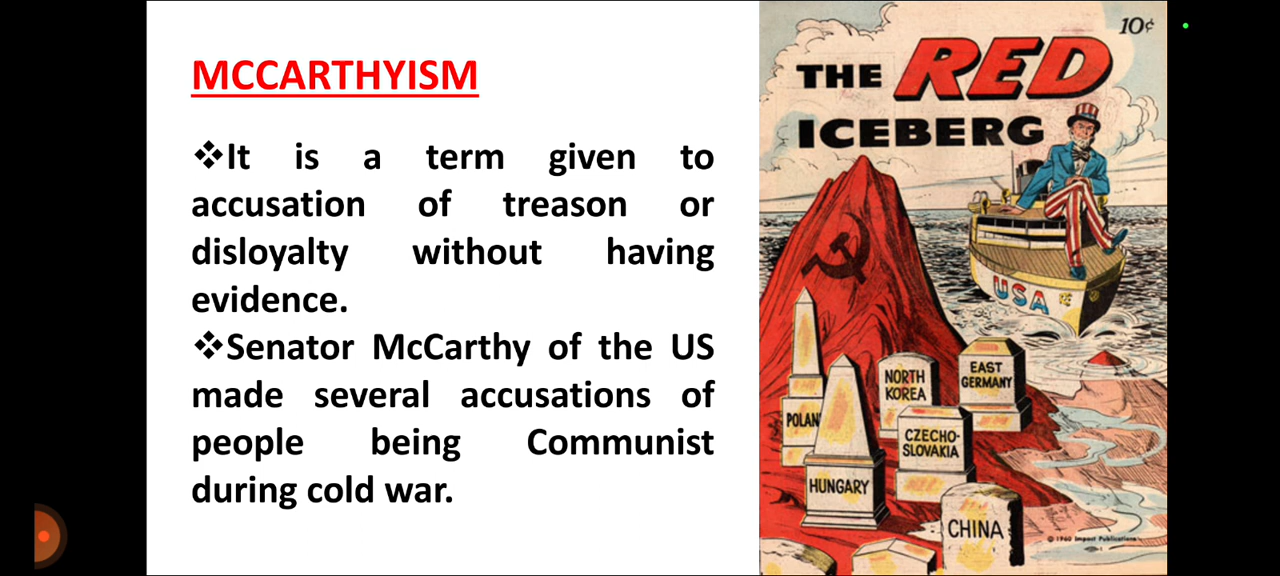 MCCARTHYISM
❖It is a term given to
accusation of treason or
disloyalty without having
evidence.
❖Senator McCarthy of the US
made several accusations of
people being Communist
during cold war.
10¢
THE RED
ICEBERG
USA
EAST
GERMANY
NORTH
KOREA
POLAN
CZECHO-
SLOVAKIA
HUNGARY
CHINA
© 1960 Impact Publications